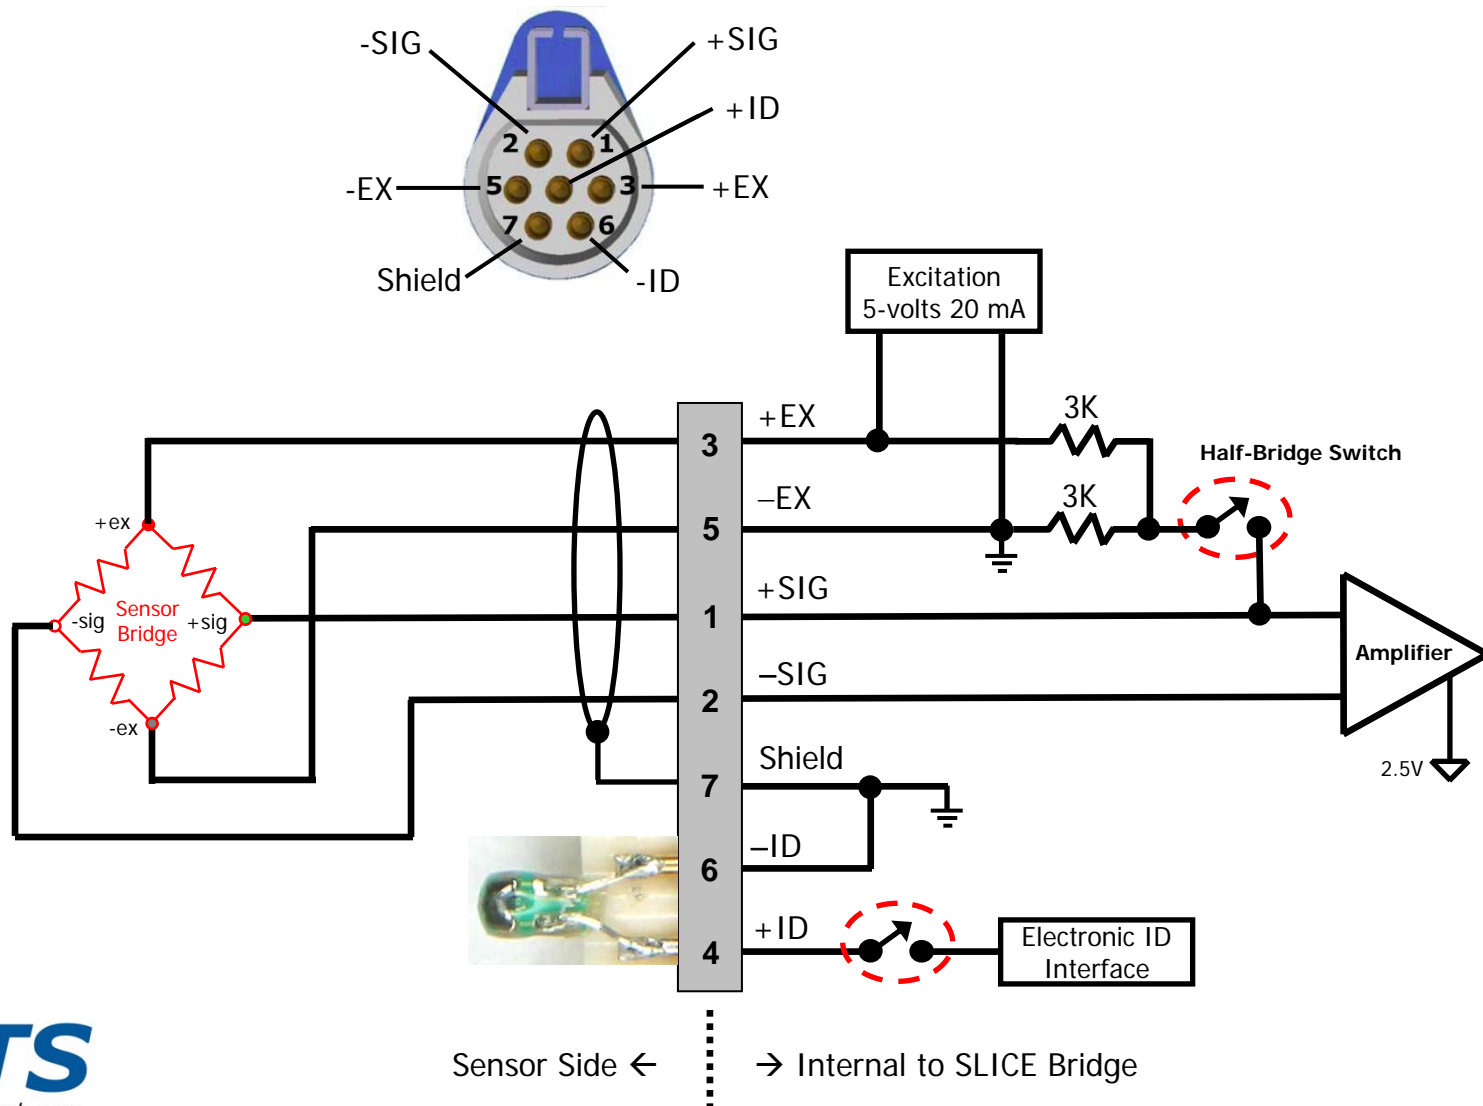 -SIG
+SIG
+ID
2
1
-EX
5
3
+EX
7
6
Shield
-ID
Excitation
5-volts 20 mA
3
+EX
3K
Half-Bridge Switch
+ex
5
–EX
3K
Sensor
Bridge
-sig
+sig
1
+SIG
Amplifier
2
–SIG
-ex
2.5V
7
Shield
6
–ID
4
+ID
Electronic ID
Interface
TS
Sensor Side ←
→ Internal to SLICE Bridge